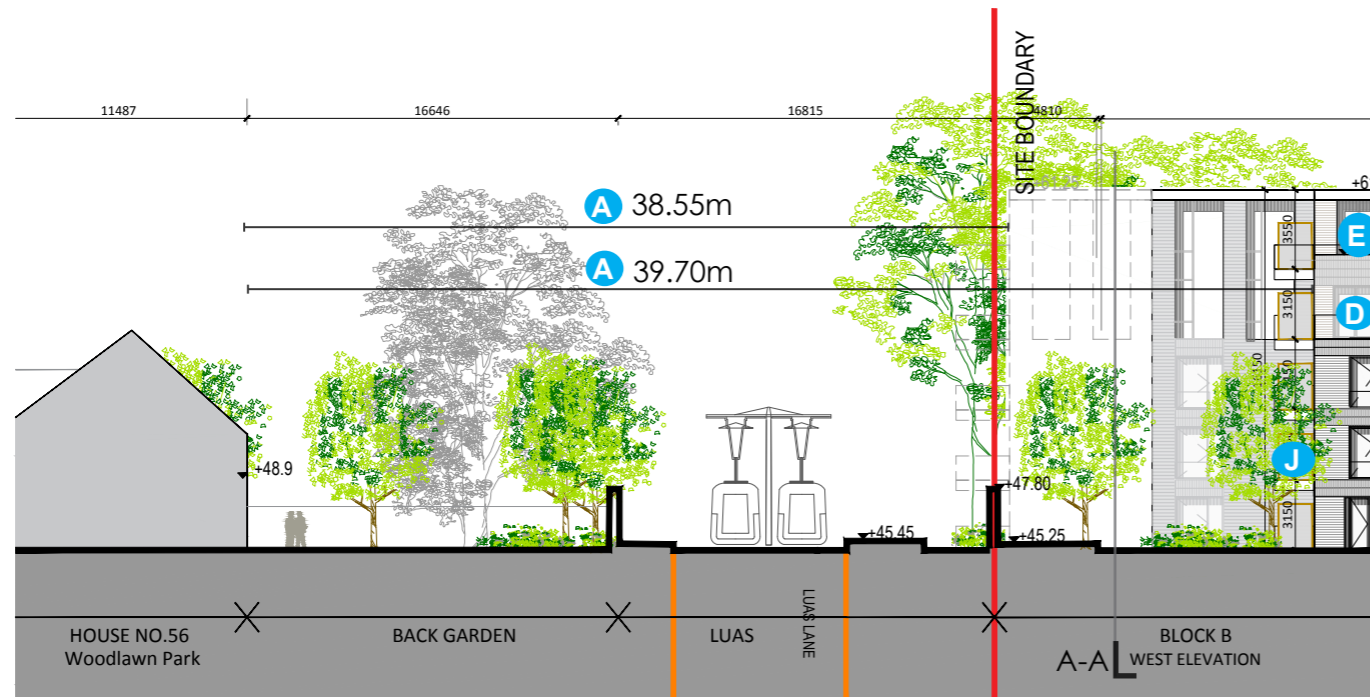 11487
16646
16815
4810
SITE BOUNDARY
A 38.55m
A 39.70m
3550
E
3150
D
3150
J
3150
+48.9
+47.80
+45.45
+45.25
LUAS LANE
HOUSE NO.56
Woodlawn Park
BACK GARDEN
LUAS
BLOCK B
A-A
WEST ELEVATION